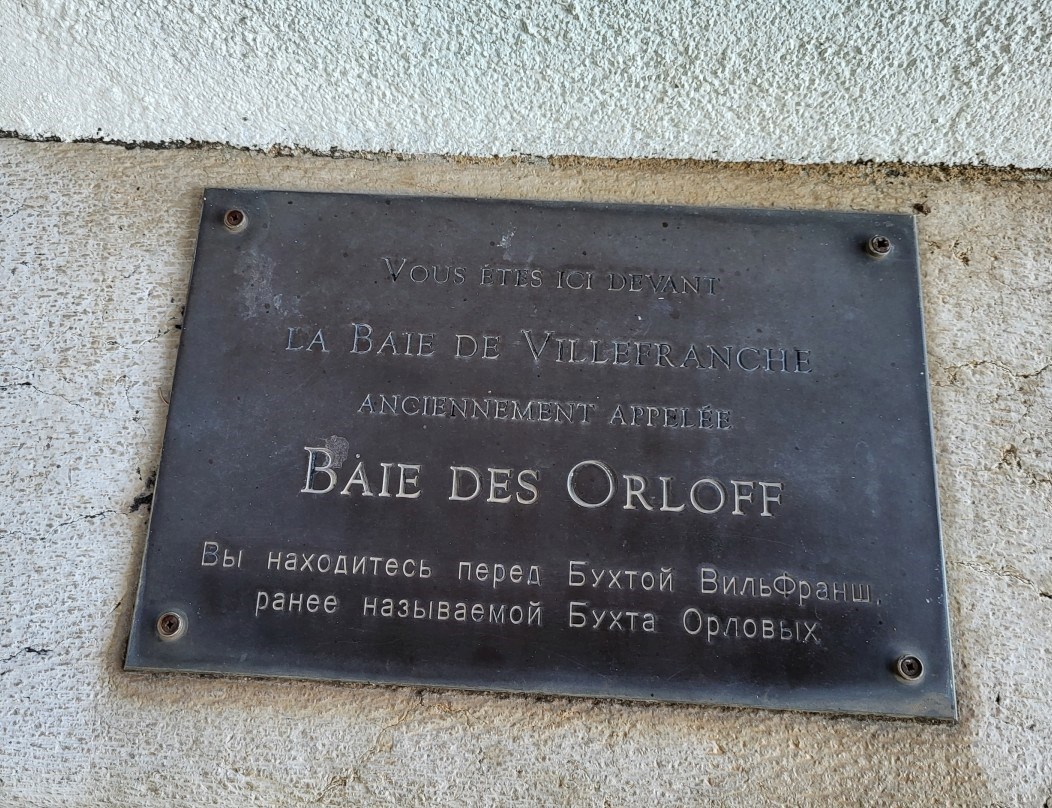 Vous êtes ici devant
la Baie de Villefranche
anciennement appelée
Baie des Orloff
Вы находитесь перед Бухтой ВильФранш,
ранее называемой Бухта Орловых